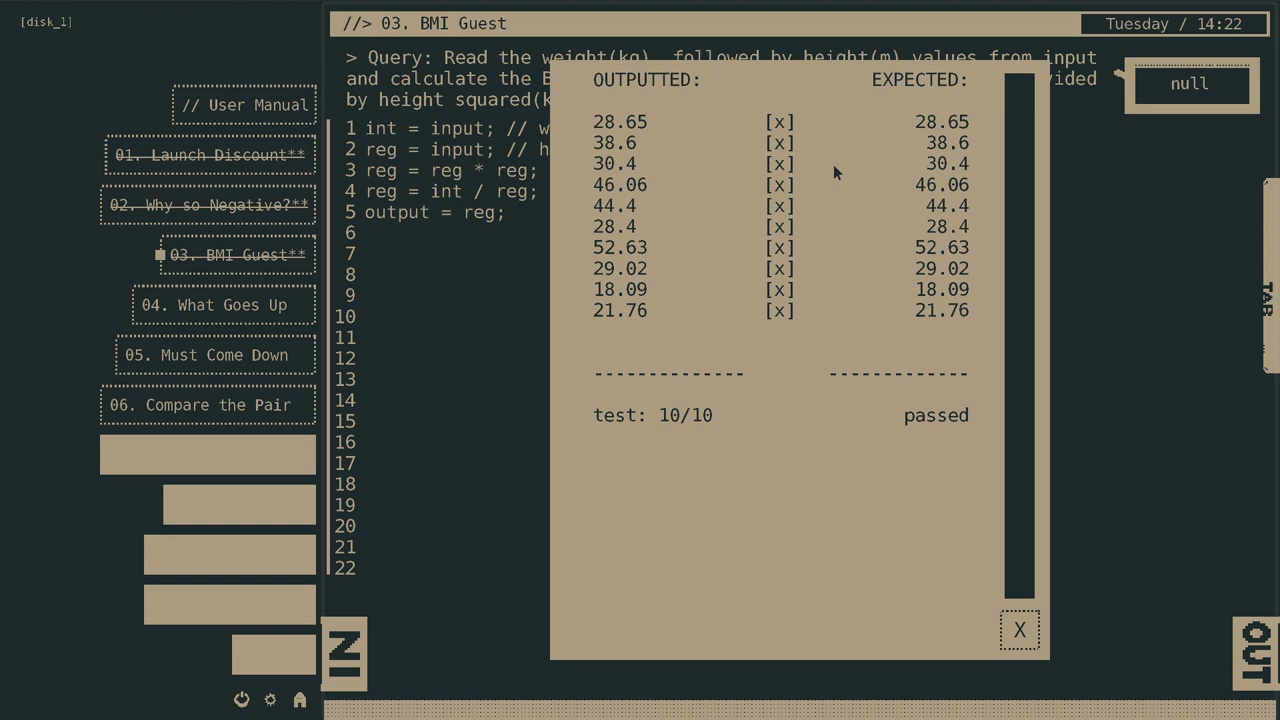 [disk_1]
//> 03. BMI Guest
Tuesday / 14:22
// User Manual
01. Launch Discount**
02. Why so Negative?**
03. BMI Guest**
04. What Goes Up
05. Must Come Down
06. Compare the Pair
> Query: Read the weight(kg), followed by height(m) values from input
and calculate the B vided
by height squared(k
null
1 int = input; // w
2 reg = input; // h
3 reg = reg * reg;
4 reg = int / reg;
5 output = reg;
6
7
8
9
10
11
12
13
14
15
16
17
18
19
20
21
22
OUTPUTTED: EXPECTED:
28.65 [x] 28.65
38.6 [x] 38.6
30.4 [x] 30.4
46.06 [x] 46.06
44.4 [x] 44.4
28.4 [x] 28.4
52.63 [x] 52.63
29.02 [x] 29.02
18.09 [x] 18.09
21.76 [x] 21.76
-------------- -------------
test: 10/10 passed
X
TAB
IN
OUT